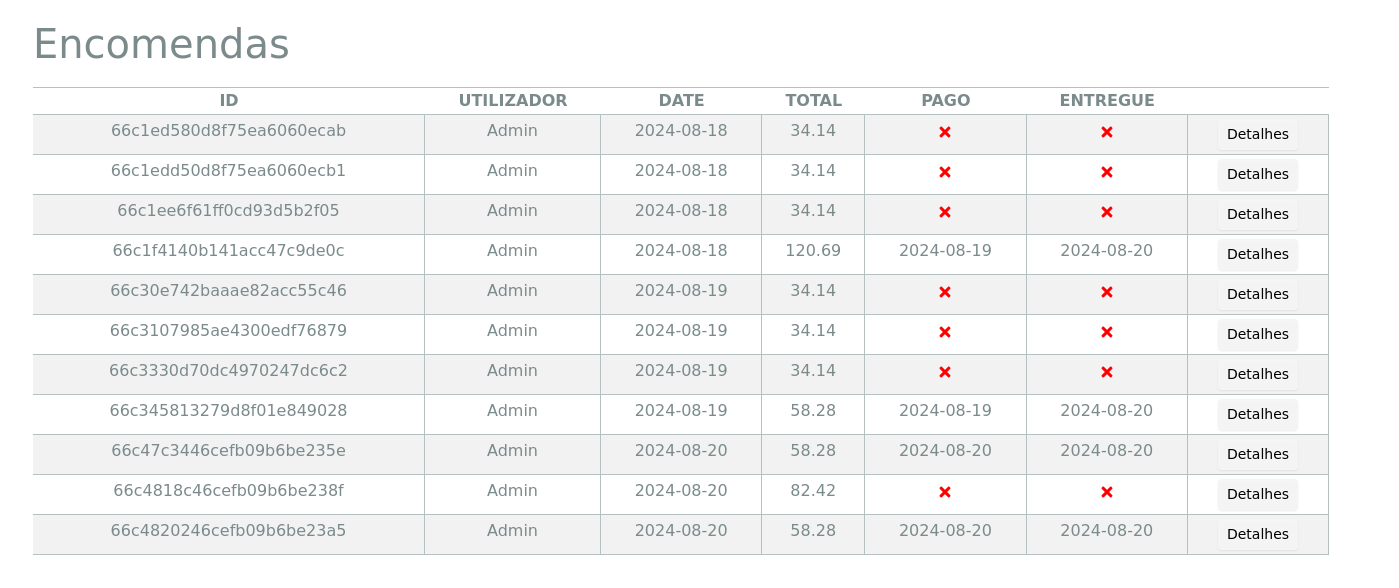 Encomendas
ID UTILIZADOR DATE TOTAL PAGO ENTREGUE
66c1ed580d8f75ea6060ecab Admin 2024-08-18 34.14 Detalhes
66c1edd50d8f75ea6060ecb1 Admin 2024-08-18 34.14 Detalhes
66c1ee6f61ff0cd93d5b2f05 Admin 2024-08-18 34.14 Detalhes
66c1f4140b141acc47c9de0c Admin 2024-08-18 120.69 2024-08-19 2024-08-20 Detalhes
66c30e742baaae82acc55c46 Admin 2024-08-19 34.14 Detalhes
66c3107985ae4300edf76879 Admin 2024-08-19 34.14 Detalhes
66c3330d70dc4970247dc6c2 Admin 2024-08-19 34.14 Detalhes
66c345813279d8f01e849028 Admin 2024-08-19 58.28 2024-08-19 2024-08-20 Detalhes
66c47c3446cefb09b6be235e Admin 2024-08-20 58.28 2024-08-20 2024-08-20 Detalhes
66c4818c46cefb09b6be238f Admin 2024-08-20 82.42 Detalhes
66c4820246cefb09b6be23a5 Admin 2024-08-20 58.28 2024-08-20 2024-08-20 Detalhes